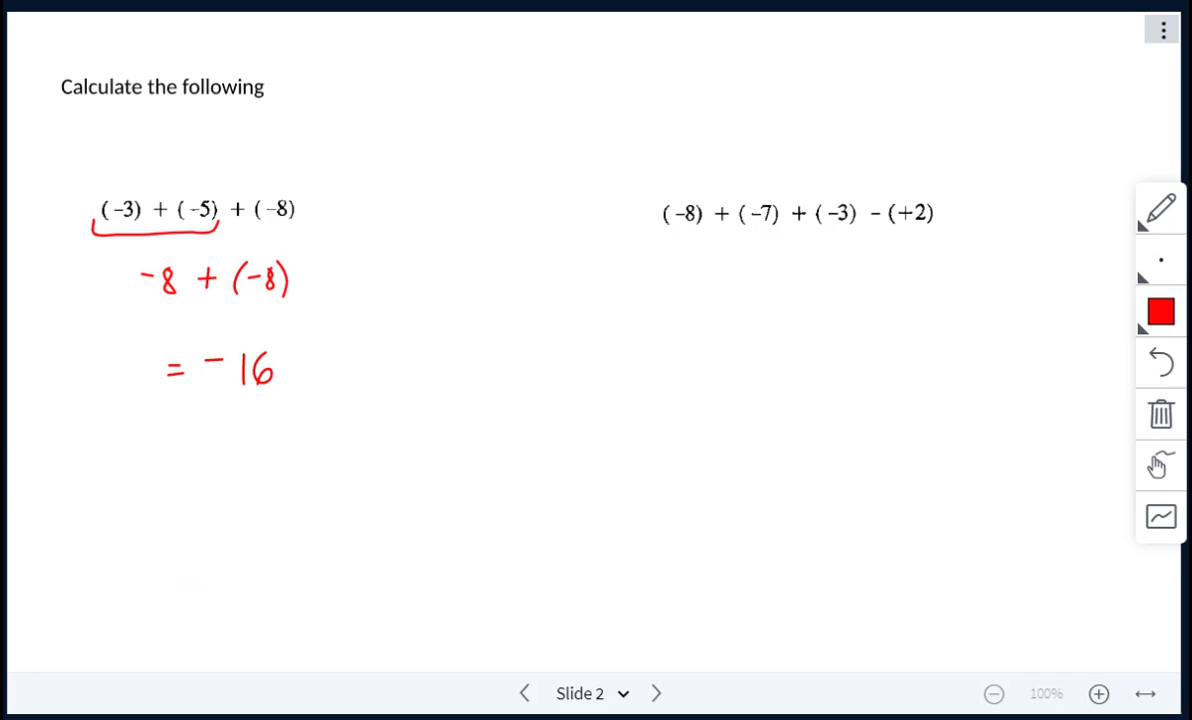 Calculate the following
(-3) + (-5) + (-8)
-8 + (-8)
= -16
(-8) + (-7) + (-3) - (+2)
Slide 2
100%